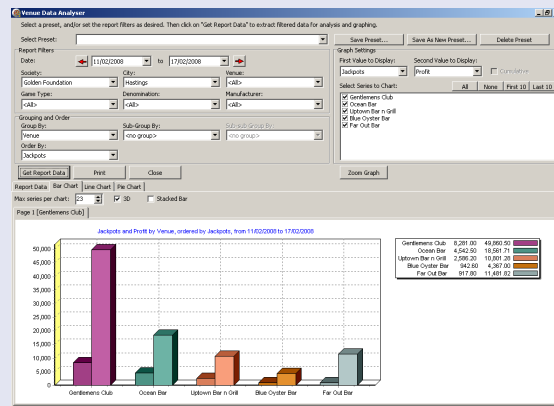 Venue Data Analyser
Select a preset, and/or set the report filters as desired. Then click on "Get Report Data" to extract filtered data for analysis and graphing.
Select Preset:
Save Preset... Save As New Preset... Delete Preset
Report Filters
Date: 11/02/2008 to 17/02/2008
Society: City: Venue:
Golden Foundation Hastings <All>
Game Type: Denomination: Manufacturer:
<All> <All> <All>
Grouping and Order
Group By: Sub-Group By: Sub-sub Group By:
Venue <no group> <no group>
Order By:
Jackpots
Graph Settings
First Value to Display: Second Value to Display:
Jackpots Profit Cumulative
Select Series to Chart: All None First 10 Last 10
Gentlemens Club
Ocean Bar
Uptown Bar n Grill
Blue Oyster Bar
Far Out Bar
Get Report Data Print Close Zoom Graph
Report Data Bar Chart Line Chart Pie Chart
Max series per chart: 23 3D Stacked Bar
Page 1 [Gentlemens Club]
Jackpots and Profit by Venue, ordered by Jackpots, from 11/02/2008 to 17/02/2008
50,000
45,000
40,000
35,000
30,000
25,000
20,000
15,000
10,000
5,000
0
Gentlemens Club Ocean Bar Uptown Bar n Grill Blue Oyster Bar Far Out Bar
Gentlemens Club 8,281.00 49,860.50
Ocean Bar 4,542.50 18,561.71
Uptown Bar n Grill 2,586.20 10,801.28
Blue Oyster Bar 942.60 4,367.00
Far Out Bar 917.80 11,481.82